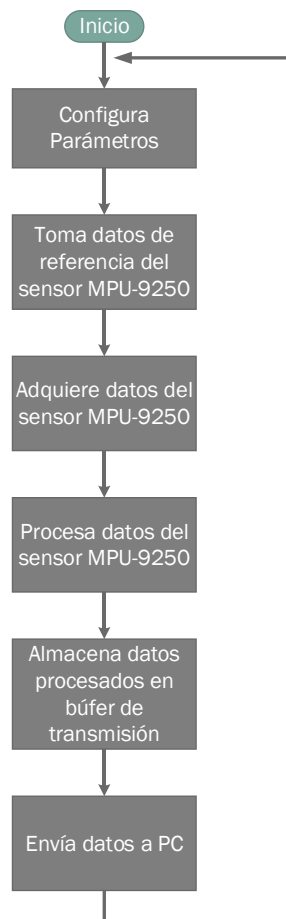 Inicio
Configura
Parámetros
Toma datos de
referencia del
sensor MPU-9250
Adquiere datos del
sensor MPU-9250
Procesa datos del
sensor MPU-9250
Almacena datos
procesados en
búfer de
transmisión
Envía datos a PC